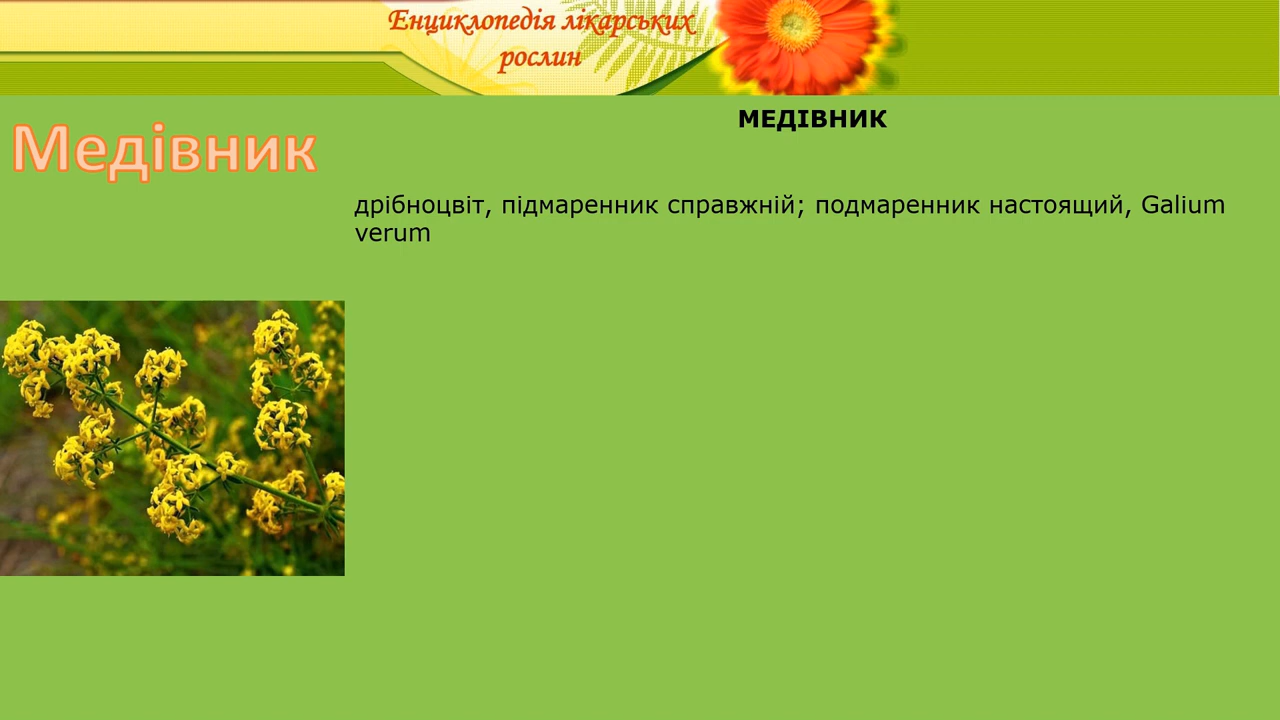 Енциклопедія лікарських
рослин
Медівник
МЕДІВНИК
дрібноцвіт, підмаренник справжній; подмаренник настоящий, Galium
verum